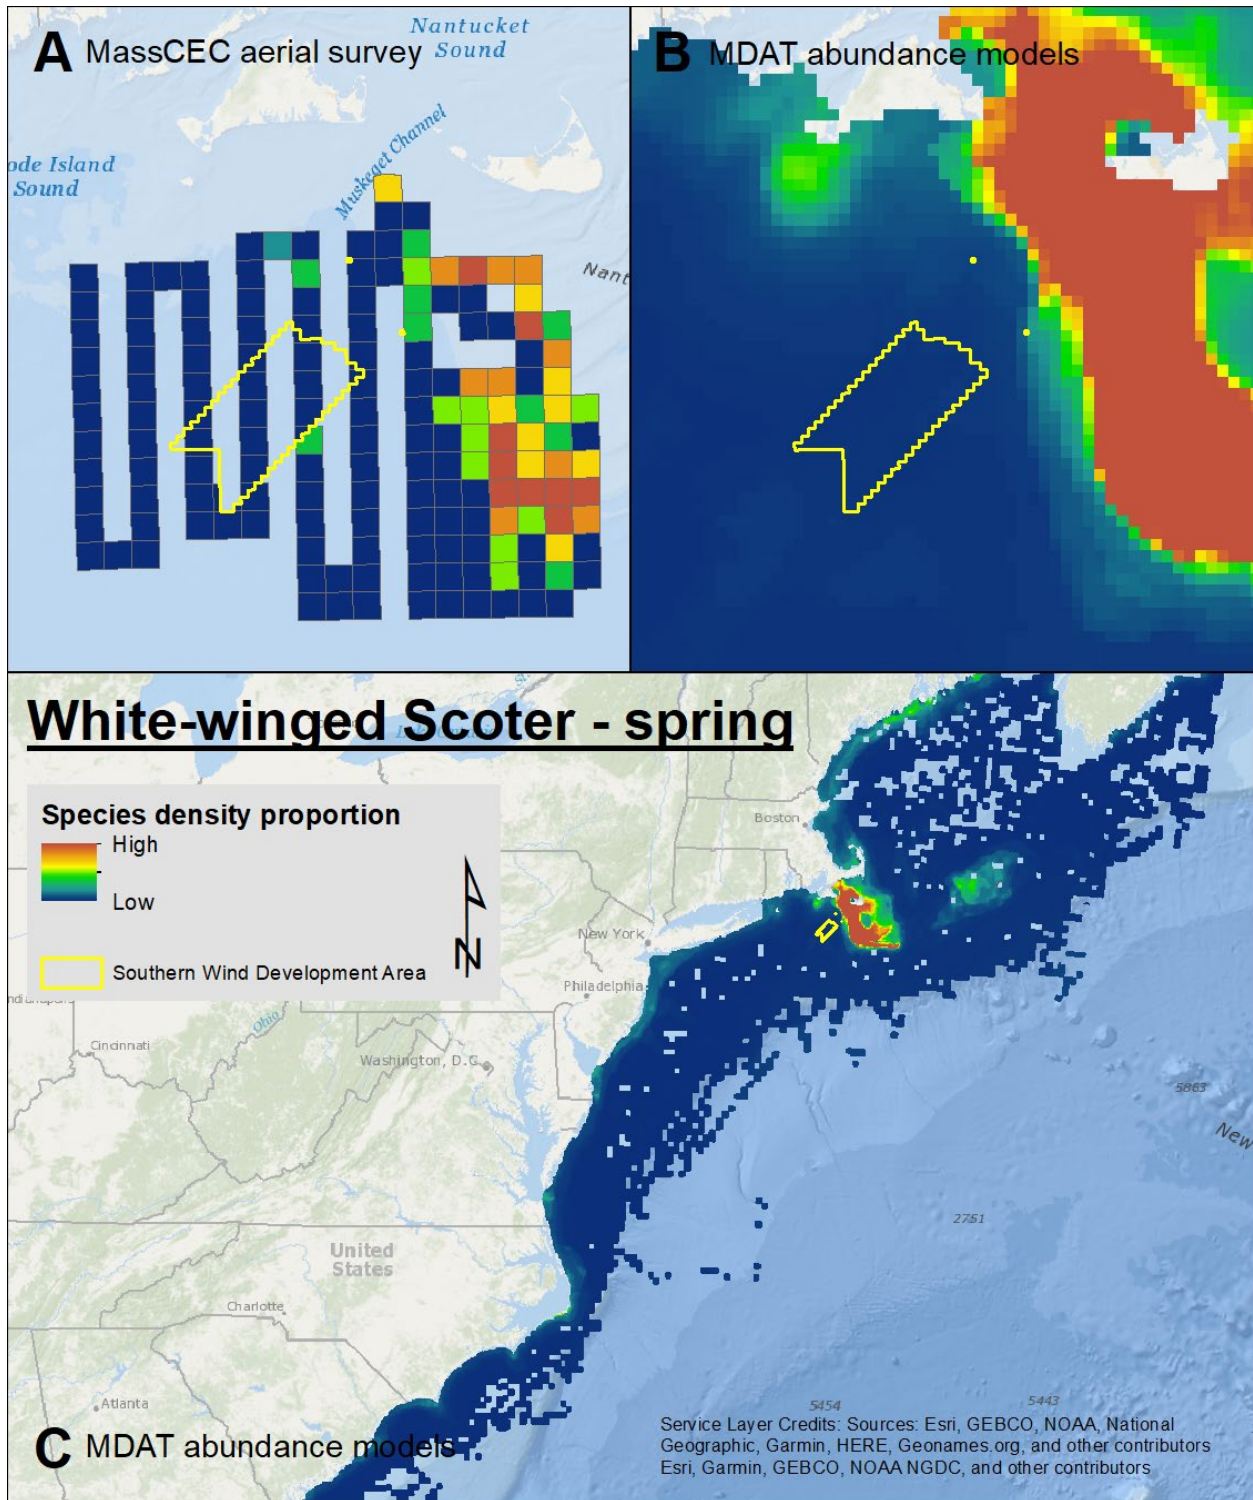 A MassCEC aerial survey
Nantucket
Sound
Muskeget Channel
ode Island
Sound
Nant
B MDAT abundance models
White-winged Scoter - spring
Species density proportion
High
Low
N
Southern Wind Development Area
Boston
New York
Philadelphia
Ohio
Cincinnati
Washington, D.C.
5863
New
2751
United
States
Charlotte
Atlanta
5454
5443
C MDAT abundance models
Service Layer Credits: Sources: Esri, GEBCO, NOAA, National
Geographic, Garmin, HERE, Geonames.org, and other contributors
Esri, Garmin, GEBCO, NOAA NGDC, and other contributors